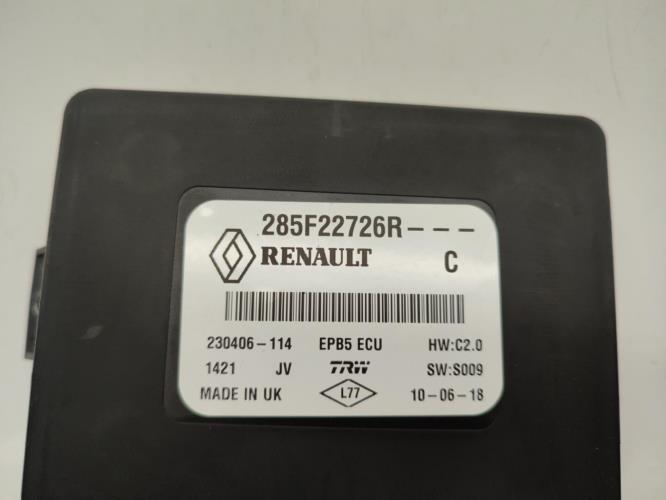 285F22726R---
RENAULT C
230406-114 EPB5 ECU HW:C2.0
1421 JV TRW SW:S009
MADE IN UK L77 10-06-18